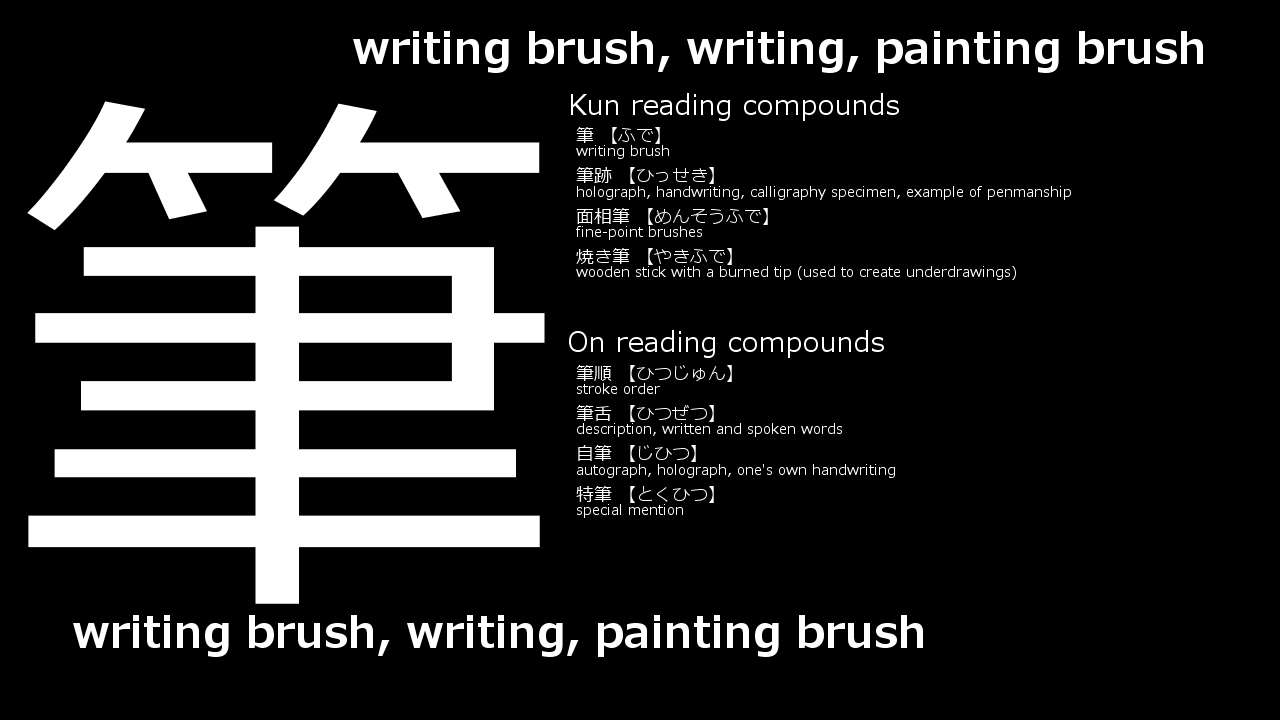 writing brush, writing, painting brush
筆
Kun reading compounds
筆 【ふで】
writing brush
筆跡 【ひっせき】
holograph, handwriting, calligraphy specimen, example of penmanship
面相筆 【めんそうふで】
fine-point brushes
焼き筆 【やきふで】
wooden stick with a burned tip (used to create underdrawings)
On reading compounds
筆順 【ひつじゅん】
stroke order
筆舌 【ひつぜつ】
description, written and spoken words
自筆 【じひつ】
autograph, holograph, one's own handwriting
特筆 【とくひつ】
special mention
writing brush, writing, painting brush